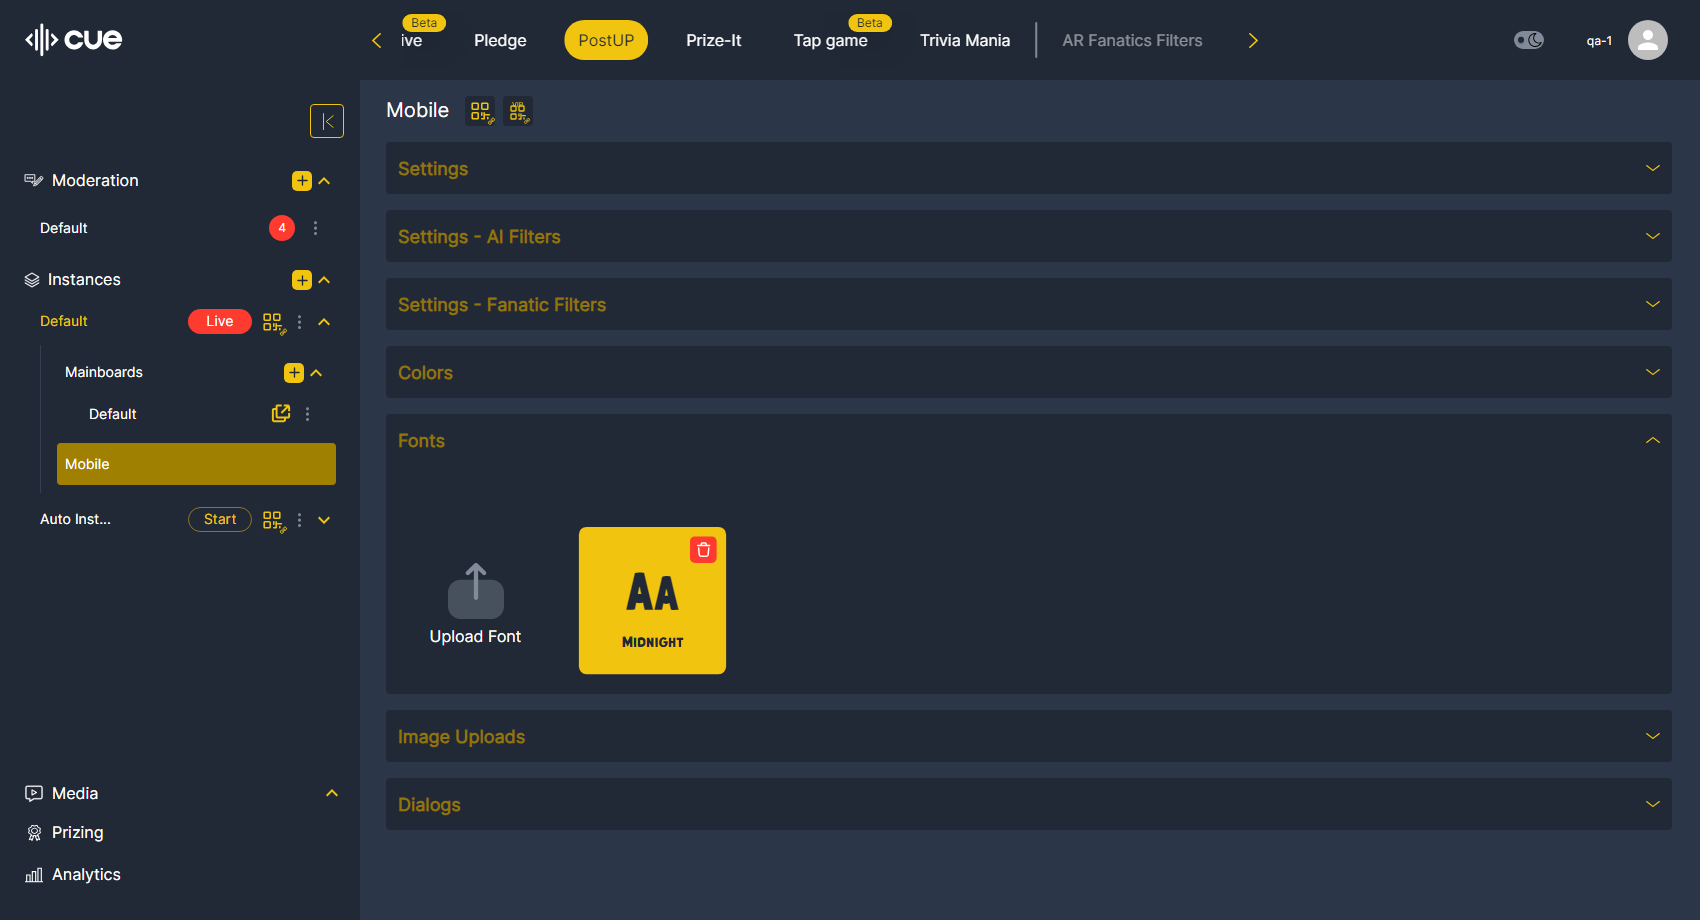 cue
Beta
ive
Pledge
PostUP
Prize-It
Beta
Tap game
Trivia Mania
AR Fanatics Filters
qa-1
Moderation
Default
4
Instances
Default
Live
Mainboards
Default
Mobile
Auto Inst...
Start
Media
Prizing
Analytics
Mobile
Settings
Settings - AI Filters
Settings - Fanatic Filters
Colors
Fonts
Upload Font
Aa
Midnight
Image Uploads
Dialogs